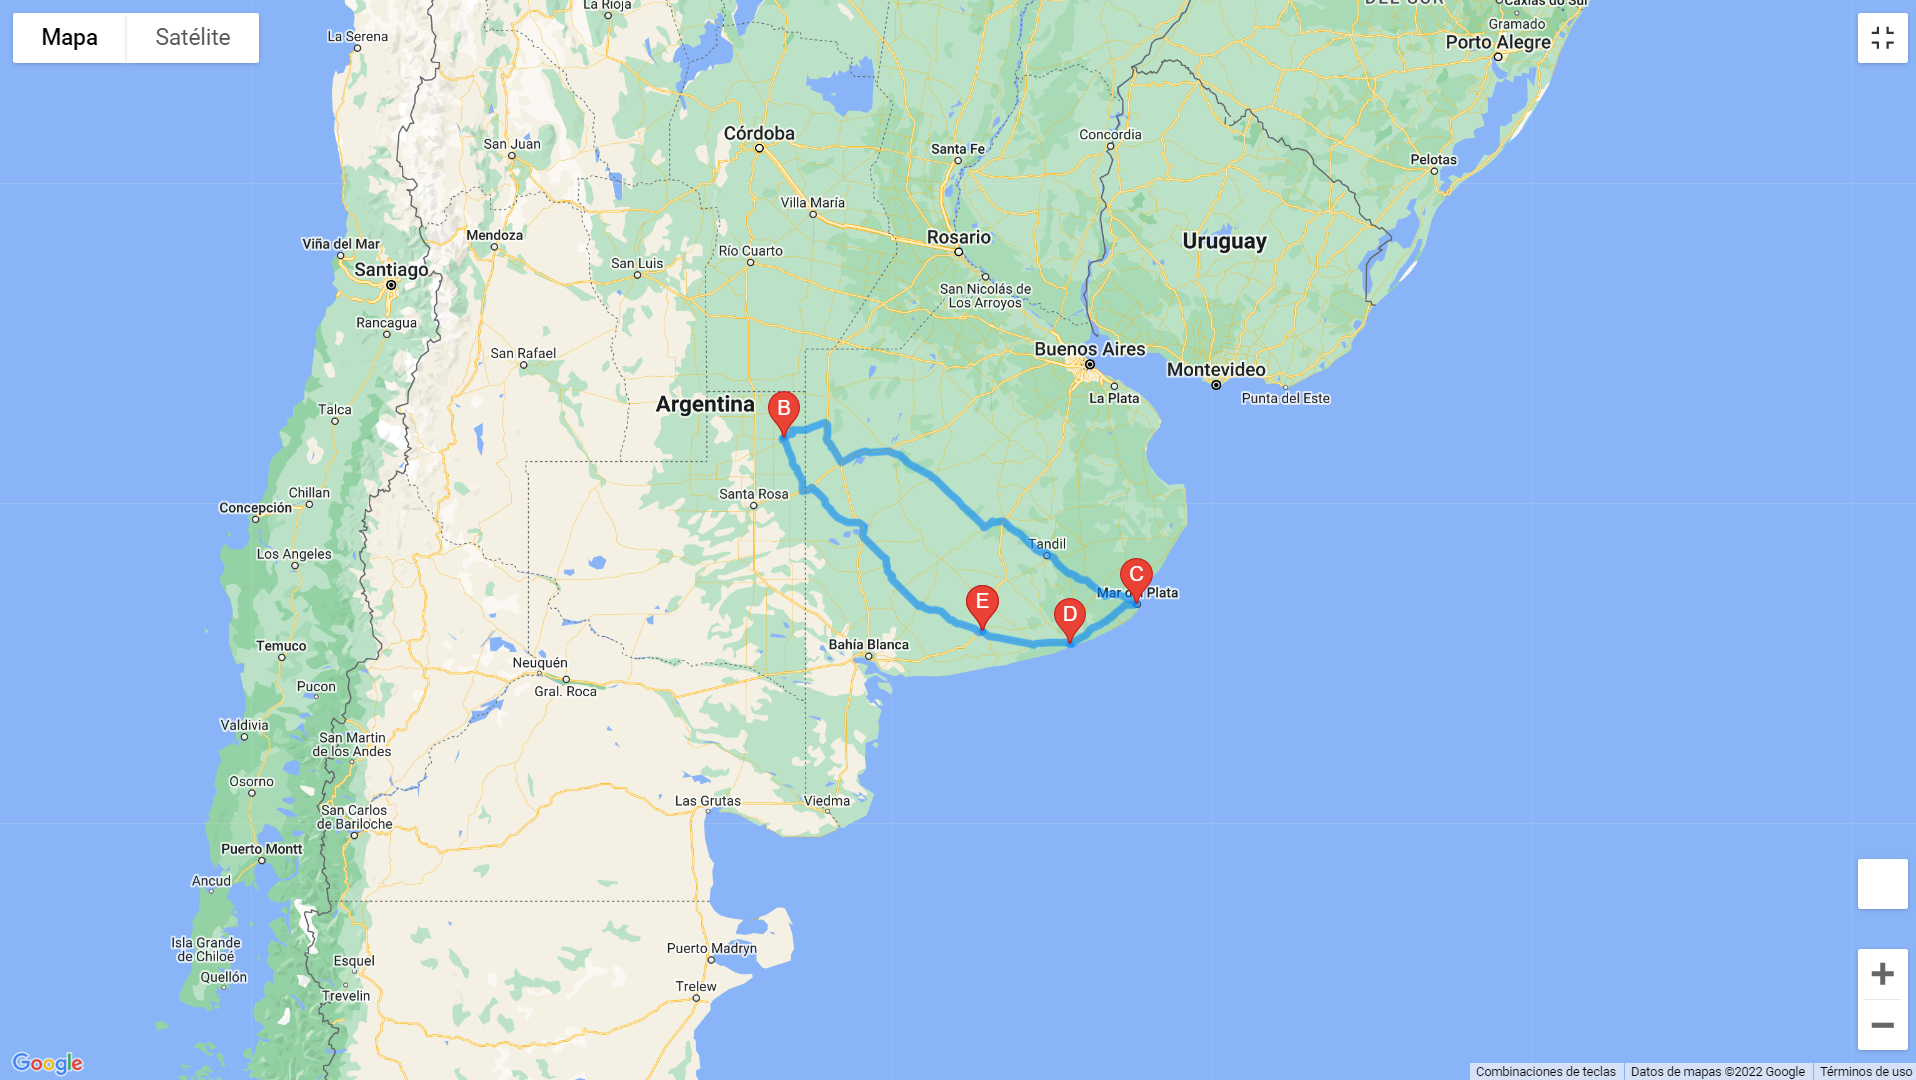 Mapa
Satélite
La Rioja
Caxias do Sul
DEL SUR
La Serena
Gramado
Porto Alegre
Córdoba
Concordia
San Juan
Santa Fe
Pelotas
Villa María
Mendoza
Rosario
Uruguay
Viña del Mar
Río Cuarto
San Luis
Santiago
San Nicolás de
Los Arroyos
Rancagua
San Rafael
Buenos Aires
Montevideo
La Plata
Punta del Este
Talca
Argentina
B
Chillan
Santa Rosa
Concepción
Los Angeles
Tandil
C
Mar del Plata
E
D
Temuco
Bahía Blanca
Neuquén
Pucon
Gral. Roca
Valdivia
San Martin
de los Andes
Osorno
Las Grutas
Viedma
San Carlos
de Bariloche
Puerto Montt
Ancud
Isla Grande
de Chiloé
Puerto Madryn
Esquel
Quellón
Trevelin
Trelew
Google
Combinaciones de teclas
Datos de mapas ©2022 Google
Términos de uso